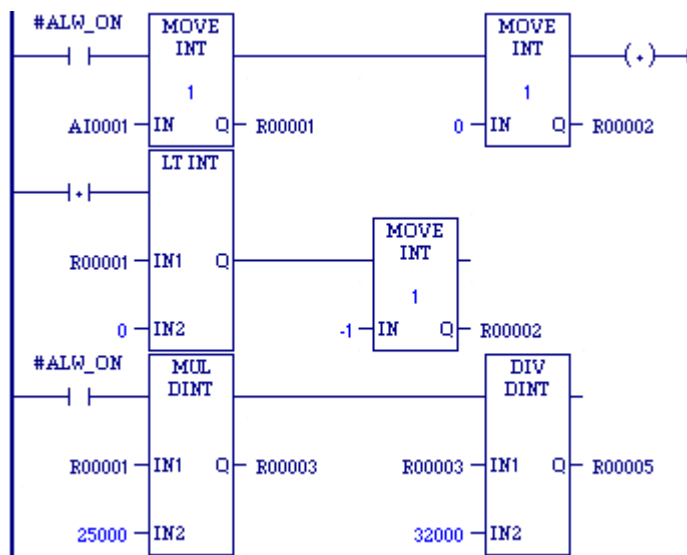 #ALW_ON MOVE INT MOVE INT
1 1
( + )
AI0001 IN Q R00001 0 IN Q R00002
LT INT
+
R00001 IN1 Q MOVE INT
1
0 IN2 -1 IN Q R00002
#ALW_ON MUL DINT DIV DINT
R00001 IN1 Q R00003 R00003 IN1 Q R00005
25000 IN2 32000 IN2